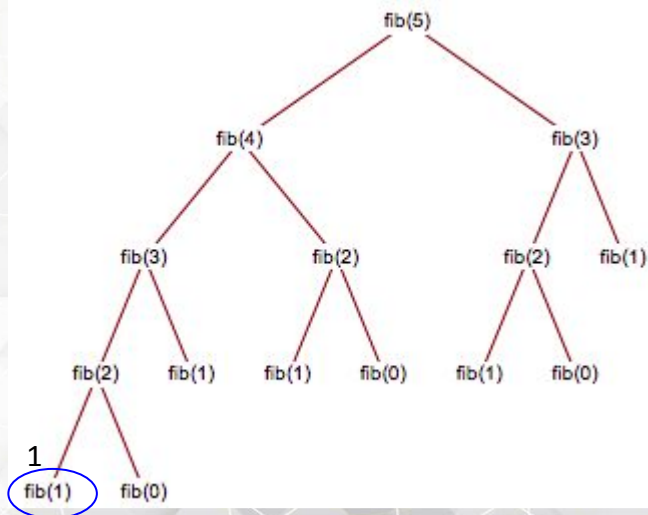 fib(5)
fib(4) fib(3)
fib(3) fib(2) fib(2) fib(1)
fib(2) fib(1) fib(1) fib(0) fib(1) fib(0)
1
fib(1) fib(0)